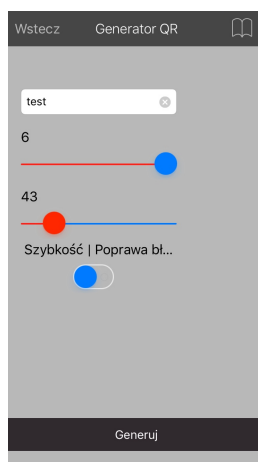 Wstecz Generator QR
test
6
43
Szybkość | Poprawa bł...
Generuj